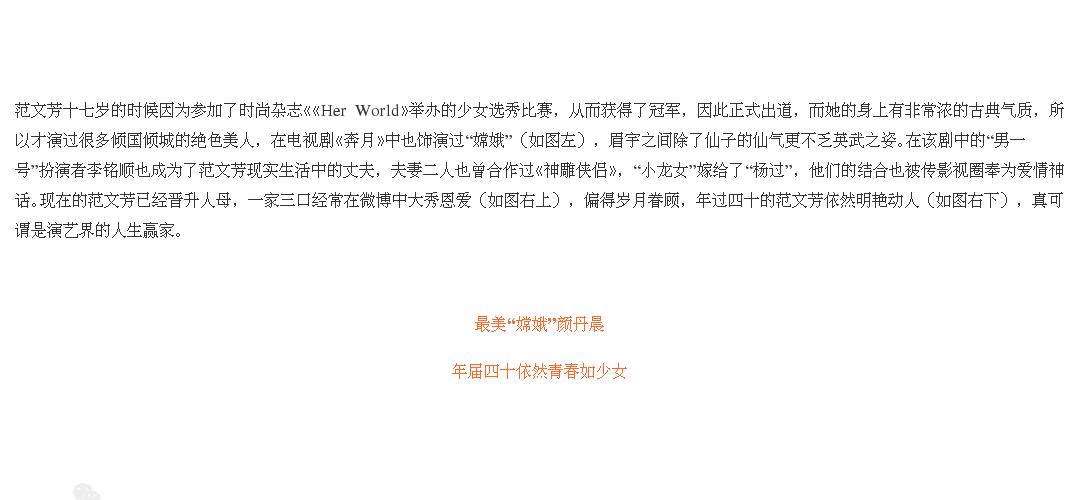 范文芳十七岁的时候因为参加了时尚杂志《《Her World》举办的少女选秀比赛，从而获得了冠军，因此正式出道，而她的身上有非常浓的古典气质，所
以才演过很多倾国倾城的绝色美人，在电视剧《奔月》中也饰演过“嫦娥”（如图左），眉宇之间除了仙子的仙气更不乏英武之姿。在该剧中的“男一
号”扮演者李铭顺也成为了范文芳现实生活中的丈夫，夫妻二人也曾合作过《神雕侠侣》，“小龙女”嫁给了“杨过”，他们的结合也被传影视圈奉为爱情神
话。现在的范文芳已经晋升人母，一家三口经常在微博中大秀恩爱（如图右上），偏得岁月眷顾，年过四十的范文芳依然明艳动人（如图右下），真可
谓是演艺界的人生赢家。
最美“嫦娥”颜丹晨
年届四十依然青春如少女